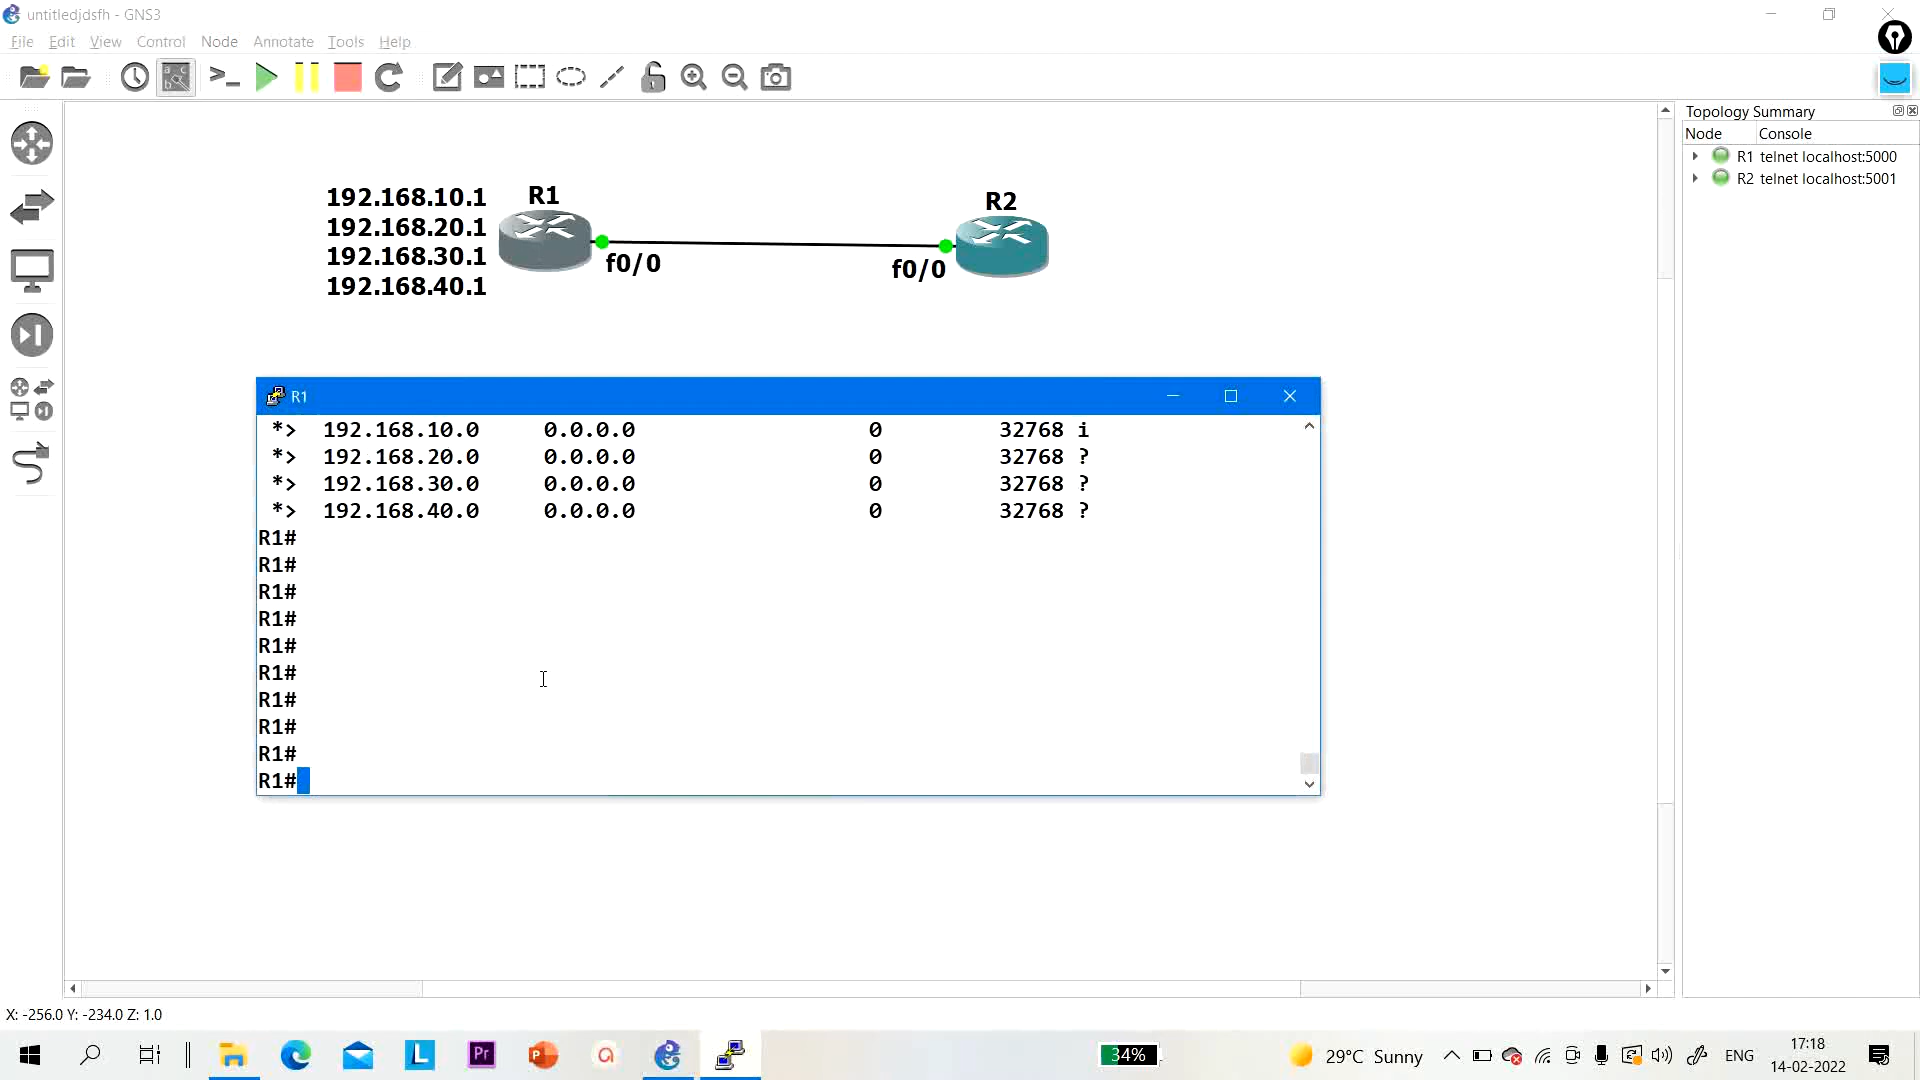 untitledjdsfh - GNS3
File Edit View Control Node Annotate Tools Help
Topology Summary
Node Console
R1 telnet localhost:5000
R2 telnet localhost:5001
192.168.10.1
192.168.20.1
192.168.30.1
192.168.40.1
R1
f0/0
R2
f0/0
R1
*> 192.168.10.0 0.0.0.0 0 32768 i
*> 192.168.20.0 0.0.0.0 0 32768 ?
*> 192.168.30.0 0.0.0.0 0 32768 ?
*> 192.168.40.0 0.0.0.0 0 32768 ?
R1#
R1#
R1#
R1#
R1#
R1#
R1#
R1#
R1#
R1#
X: -256.0 Y: -234.0 Z: 1.0
L
Pr
P
a
34%
29°C Sunny
ENG
17:18
14-02-2022